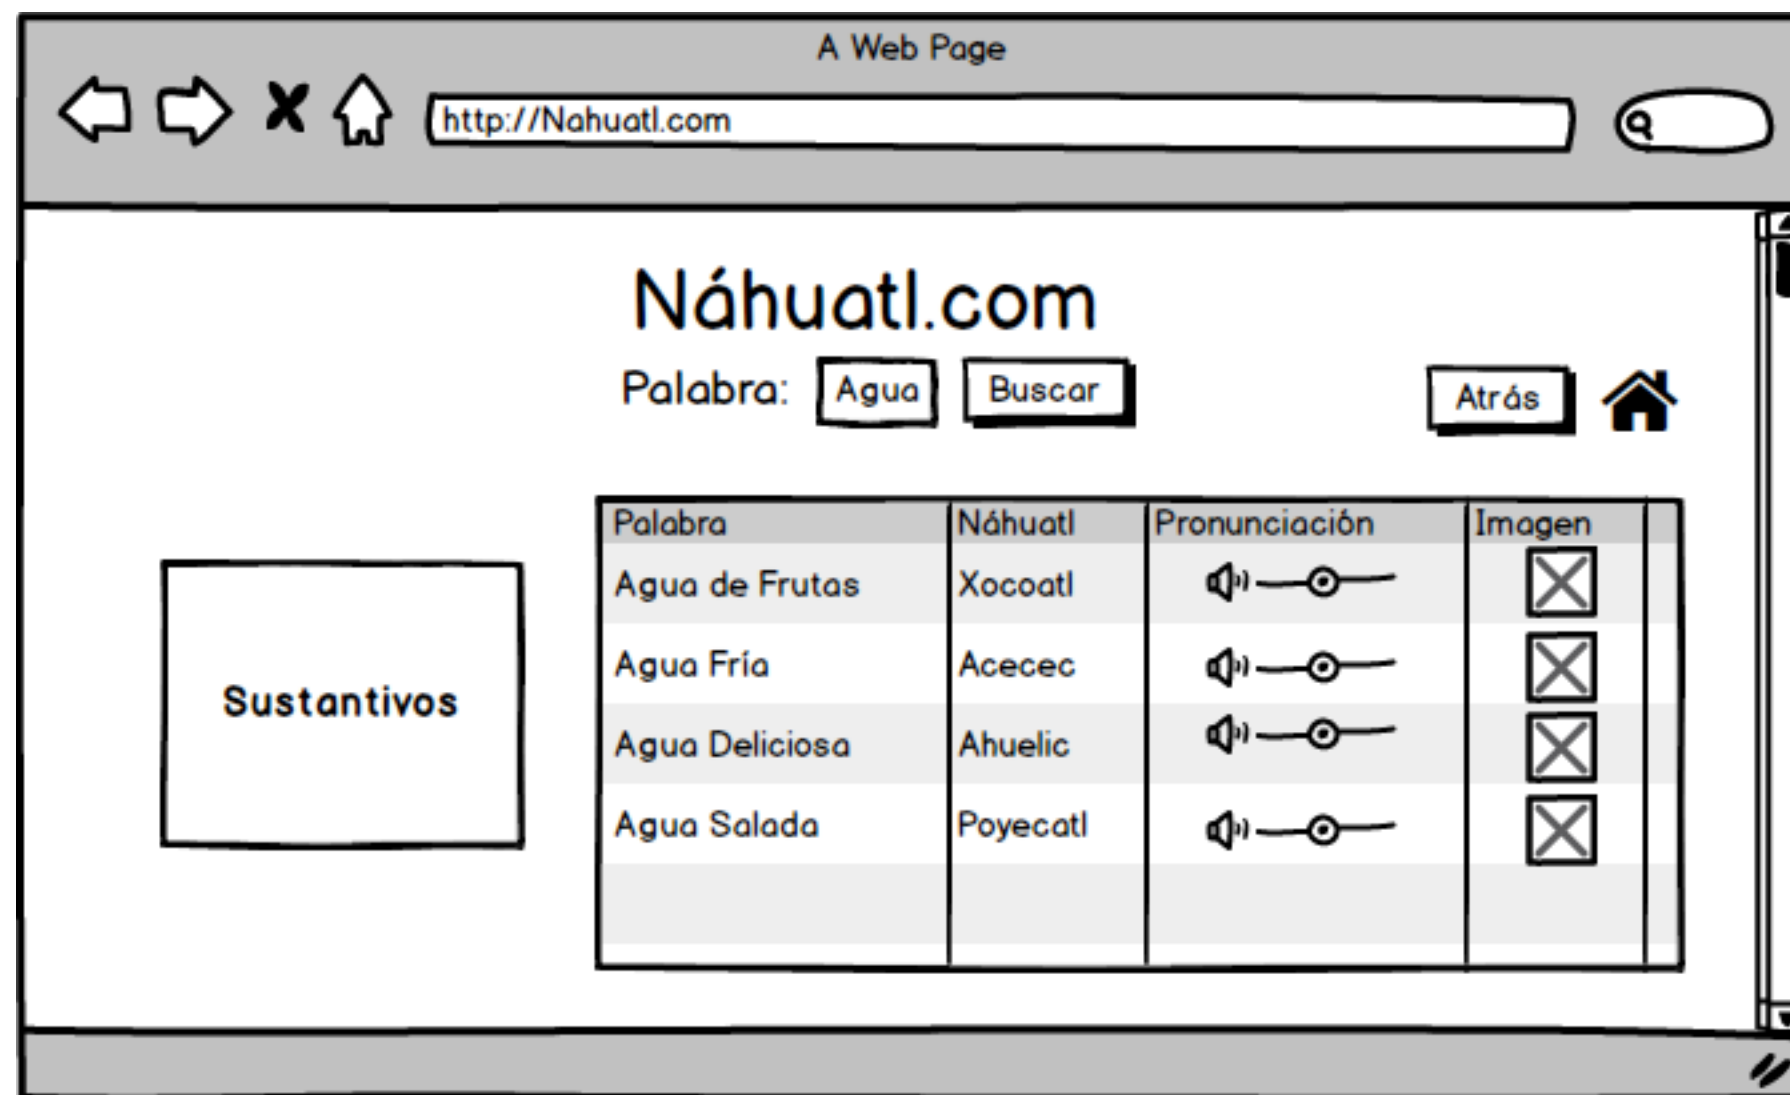 A Web Page
http://Nahuatl.com
Náhuatl.com
Palabra: Agua Buscar Atrás
Palabra Náhuatl Pronunciación Imagen
Agua de Frutas Xocoatl
Agua Fría Acecec
Sustantivos
Agua Deliciosa Ahuelic
Agua Salada Poyecatl